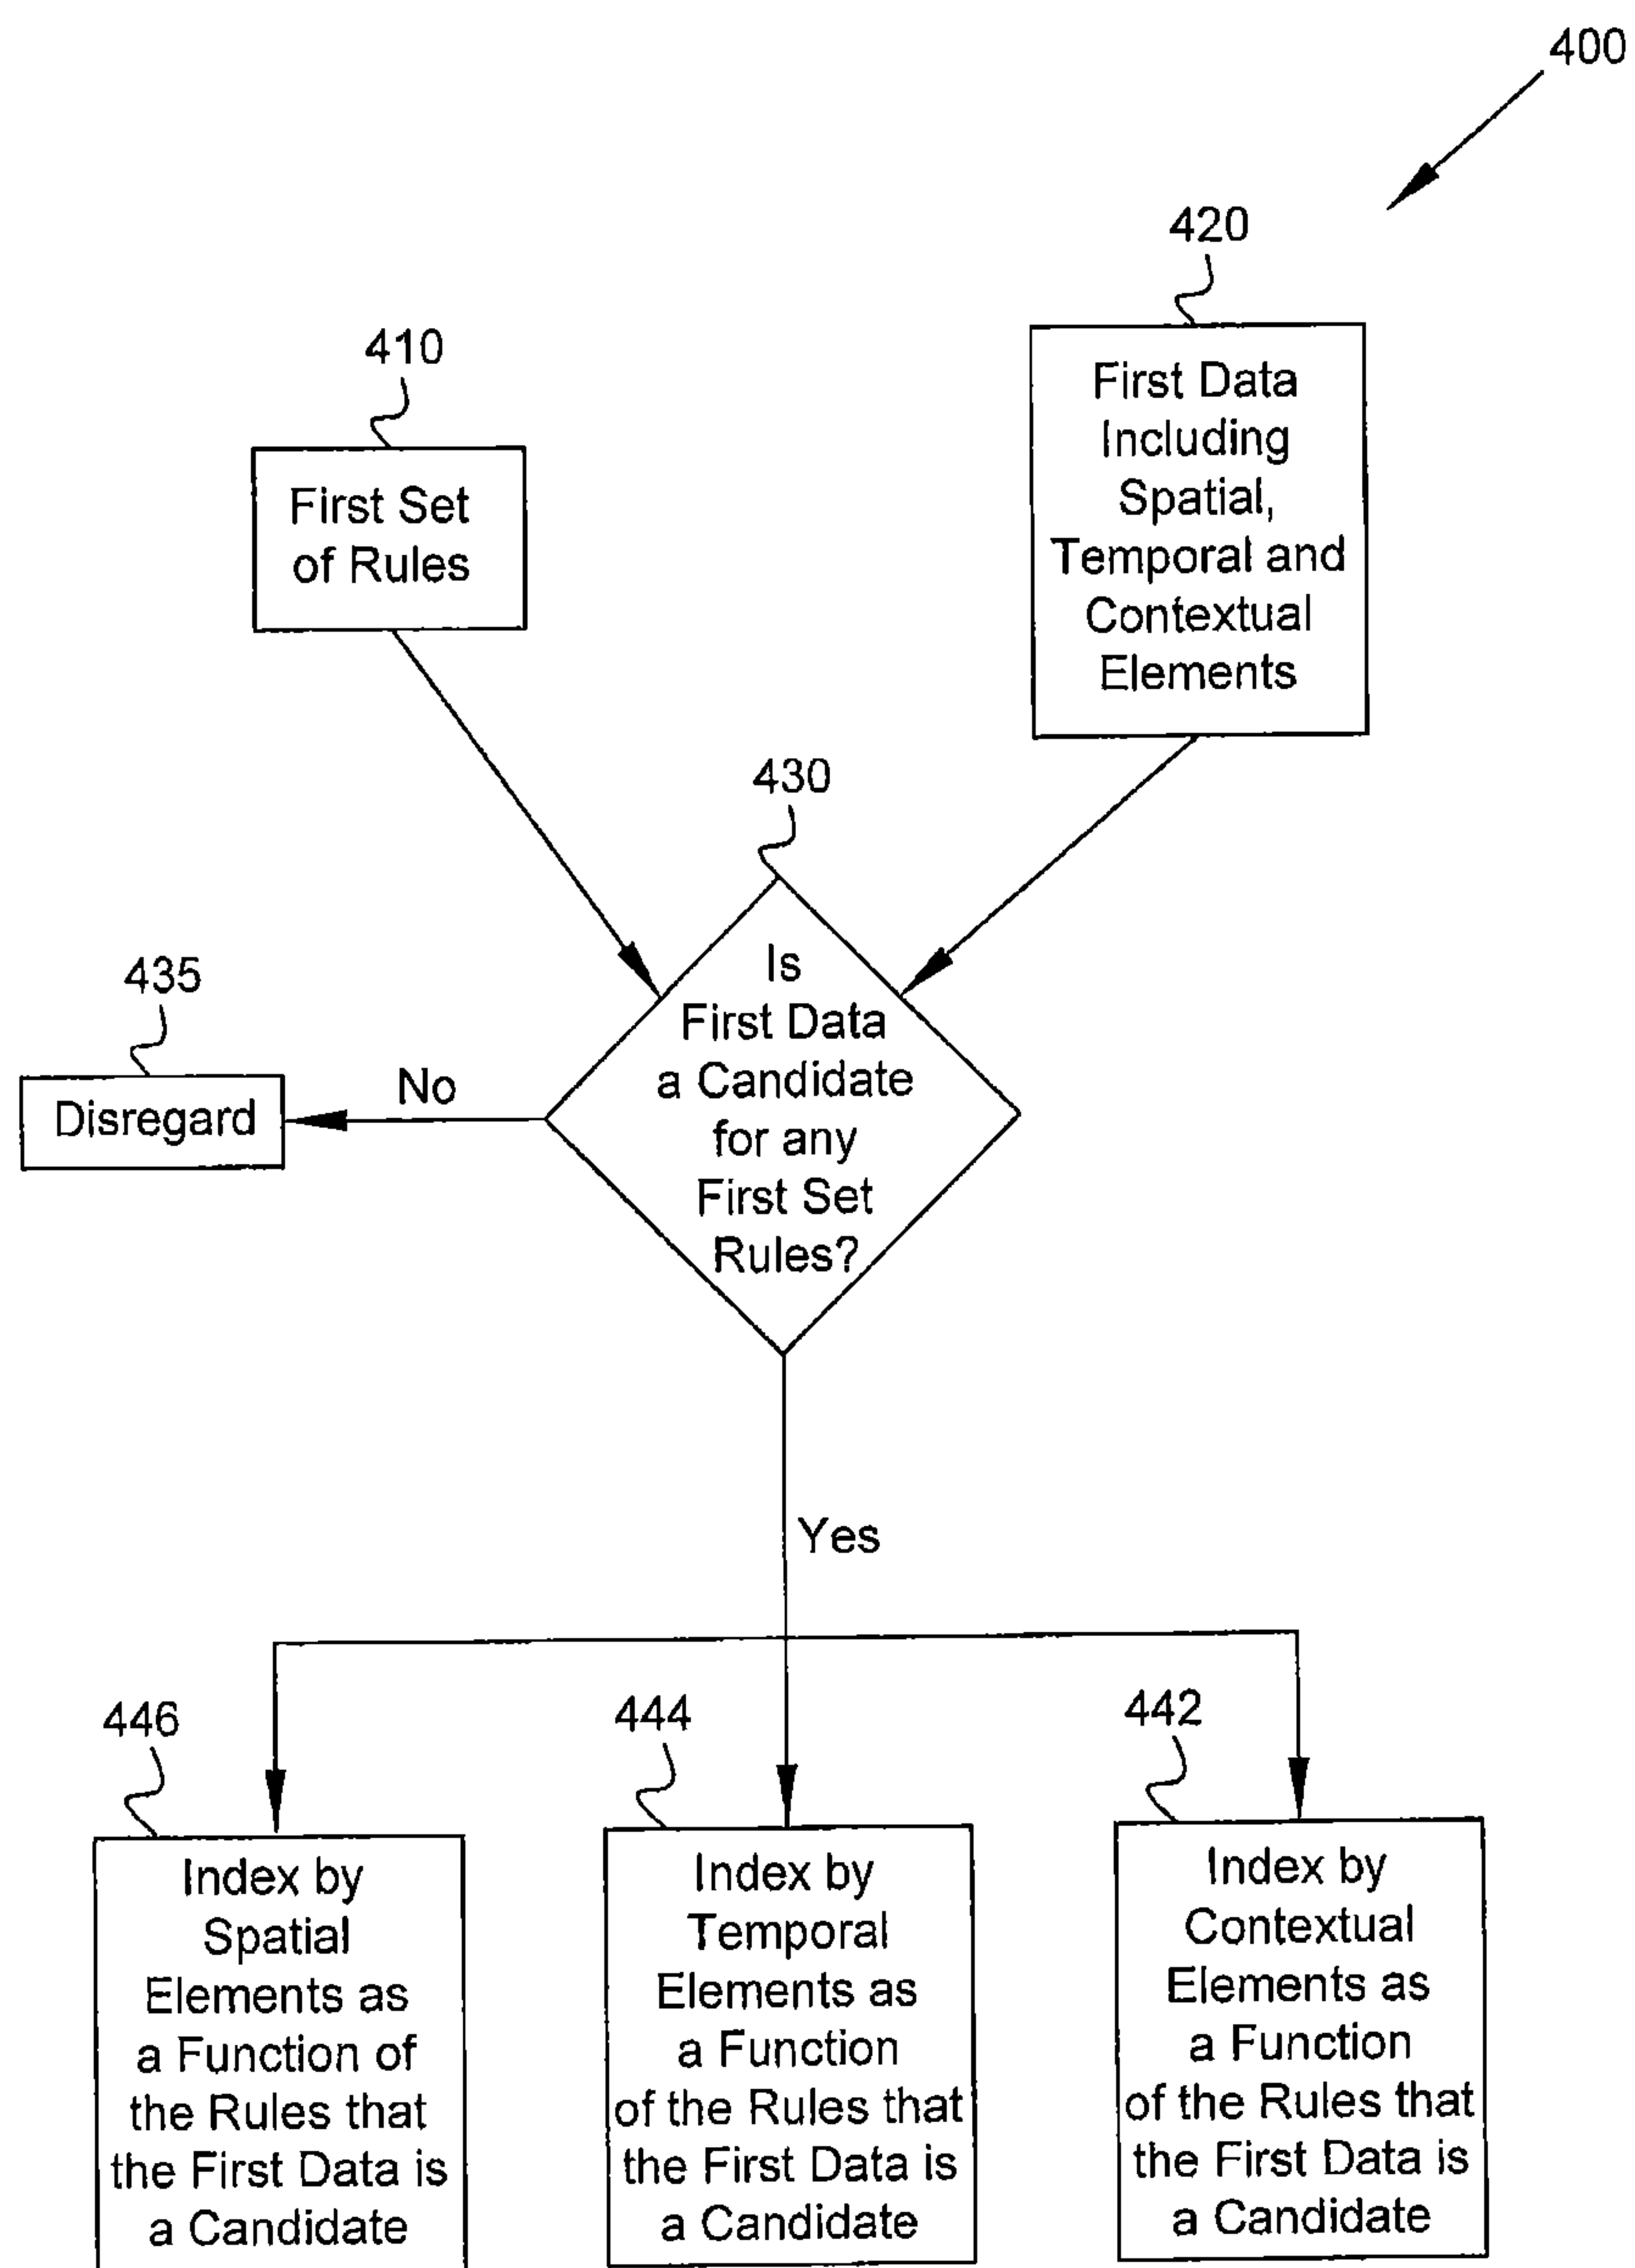 400
420
First Data
Including
Spatial,
Temporal and
Contextual
Elements
410
First Set
of Rules
430
Is
First Data
a Candidate
for any
First Set
Rules?
435
Disregard
No
Yes
446
Index by
Spatial
Elements as
a Function of
the Rules that
the First Data is
a Candidate
444
Index by
Temporal
Elements as
a Function
of the Rules that
the First Data is
a Candidate
442
Index by
Contextual
Elements as
a Function
of the Rules that
the First Data is
a Candidate